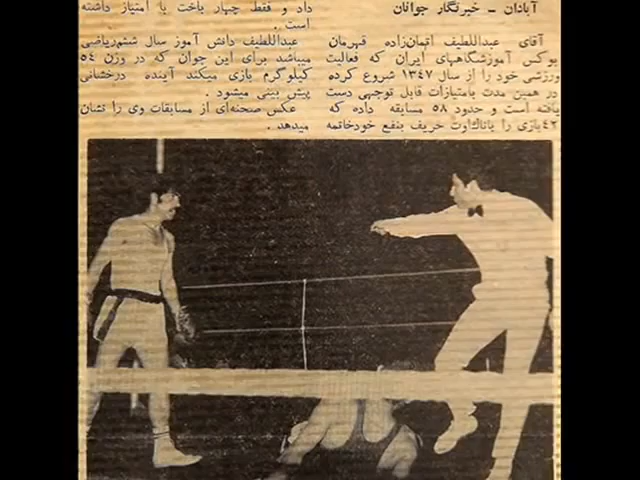 آبادان - خبرنگار جوانان
آقای عبداللطیف اتمان‌زاده قهرمان
بوکس آموزشگاههای ایران که فعالیت
ورزشی خود را از سال ۱۳۴۷ شروع کرده
در همین مدت بامتیازات قابل توجهی دست
یافته است و حدود ۵۸ مسابقه داده که
۴۲ بازی را باناک‌اوت حریف بنفع خودخاتمه
داد و فقط چهار باخت با امتیاز داشته
است .
عبداللطیف دانش آموز سال ششم‌ریاضی
میباشد برای این جوان که در وزن ۵٤
کیلوگرم بازی میکند آینده درخشانی
پیش بینی میشود .
عکس صحنه‌ای از مسابقات وی را نشان
میدهد .